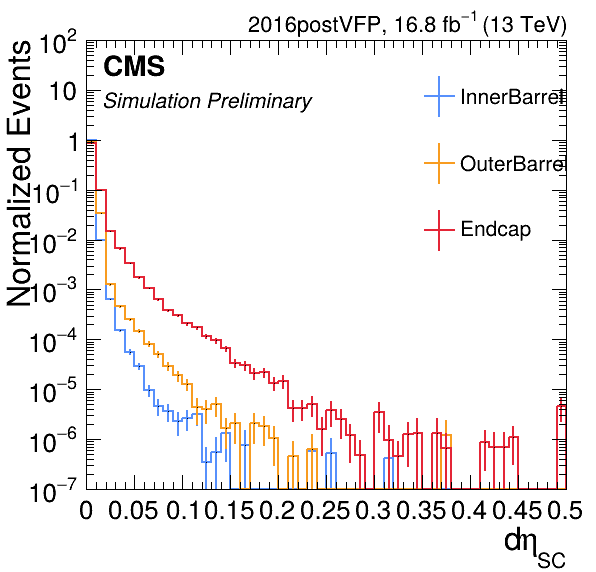 2016postVFP, 16.8 fb⁻¹ (13 TeV)
CMS
Simulation Preliminary
InnerBarrel
OuterBarrel
Endcap
Normalized Events
10²
10
1
10⁻¹
10⁻²
10⁻³
10⁻⁴
10⁻⁵
10⁻⁶
10⁻⁷
0 0.05 0.1 0.15 0.2 0.25 0.3 0.35 0.4 0.45 0.5
dη_SC